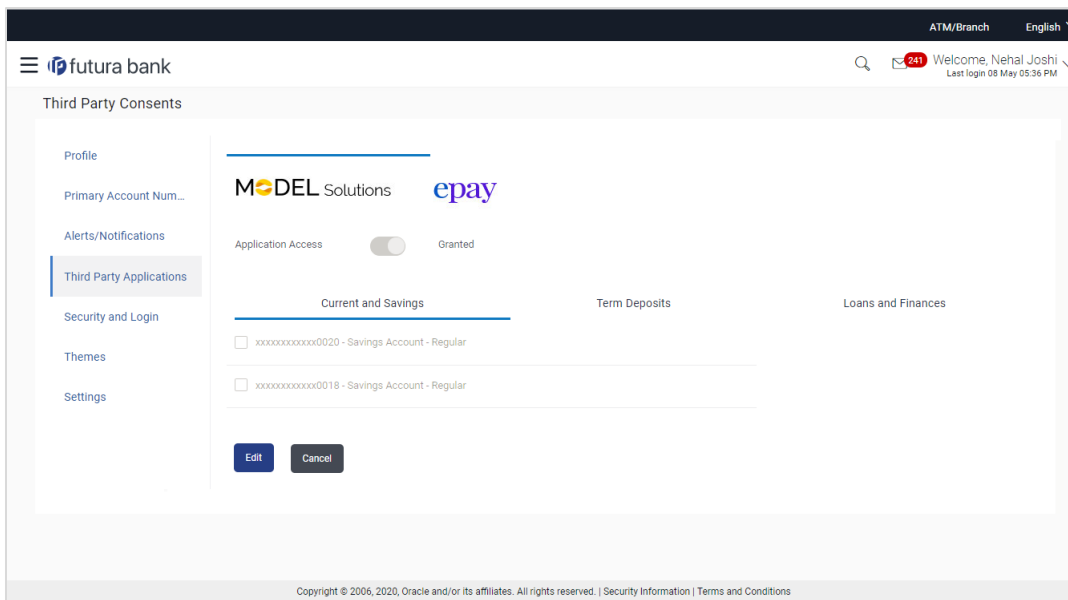 ATM/Branch English
futura bank 241 Welcome, Nehal Joshi
Last login 08 May 05:36 PM
Third Party Consents
Profile
Primary Account Num...
Alerts/Notifications
Third Party Applications
Security and Login
Themes
Settings
MODEL Solutions epay
Application Access Granted
Current and Savings Term Deposits Loans and Finances
xxxxxxxxxxxx0020 - Savings Account - Regular
xxxxxxxxxxxx0018 - Savings Account - Regular
Edit Cancel
Copyright © 2006, 2020, Oracle and/or its affiliates. All rights reserved. | Security Information | Terms and Conditions